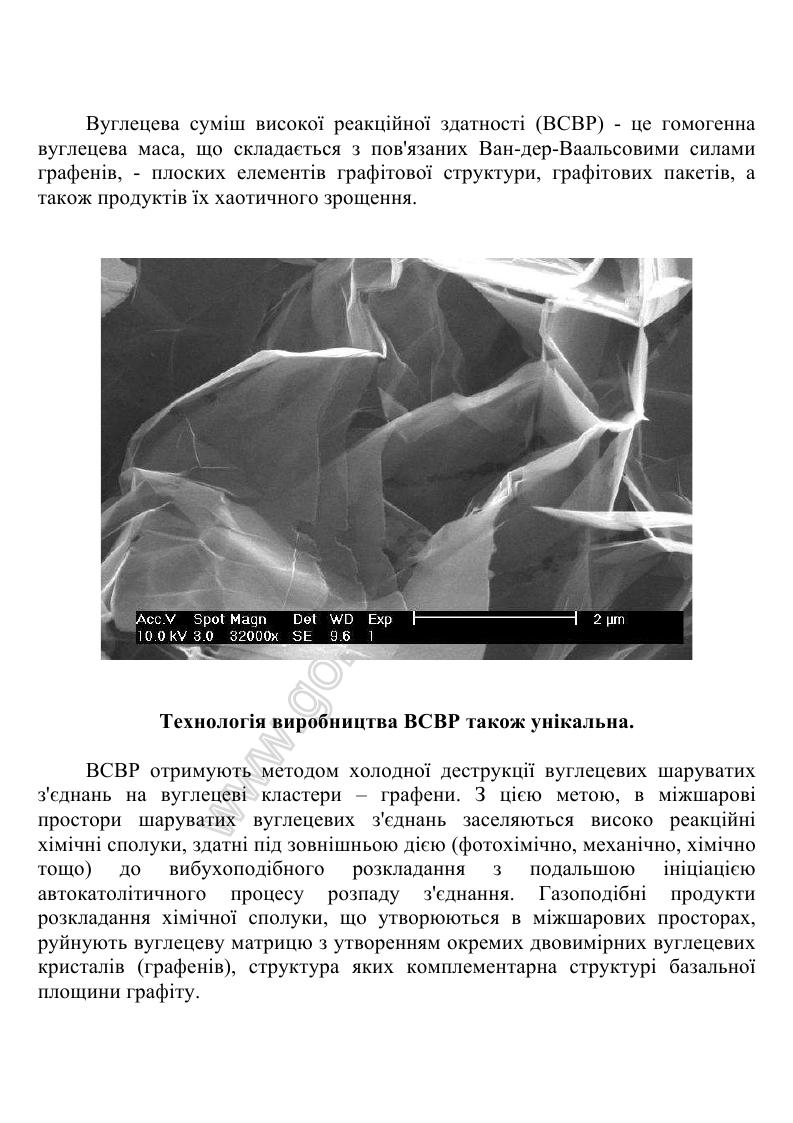 Вуглецева суміш високої реакційної здатності (ВСВР) - це гомогенна
вуглецева маса, що складається з пов'язаних Ван-дер-Ваальсовими силами
графенів, - плоских елементів графітової структури, графітових пакетів, а
також продуктів їх хаотичного зрощення.
Acc.V Spot Magn Det WD Exp 2 µm
10.0 kV 3.0 32000x SE 9.6 1
Технологія виробництва ВСВР також унікальна.
ВСВР отримують методом холодної деструкції вуглецевих шаруватих
з'єднань на вуглецеві кластери – графени. З цією метою, в міжшарові
простори шаруватих вуглецевих з'єднань заселяються високо реакційні
хімічні сполуки, здатні під зовнішньою дією (фотохімічно, механічно, хімічно
тощо) до вибухоподібного розкладання з подальшою ініціацією
автокатолітичного процесу розпаду з'єднання. Газоподібні продукти
розкладання хімічної сполуки, що утворюються в міжшарових просторах,
руйнують вуглецеву матрицю з утворенням окремих двовимірних вуглецевих
кристалів (графенів), структура яких комплементарна структурі базальної
площини графіту.